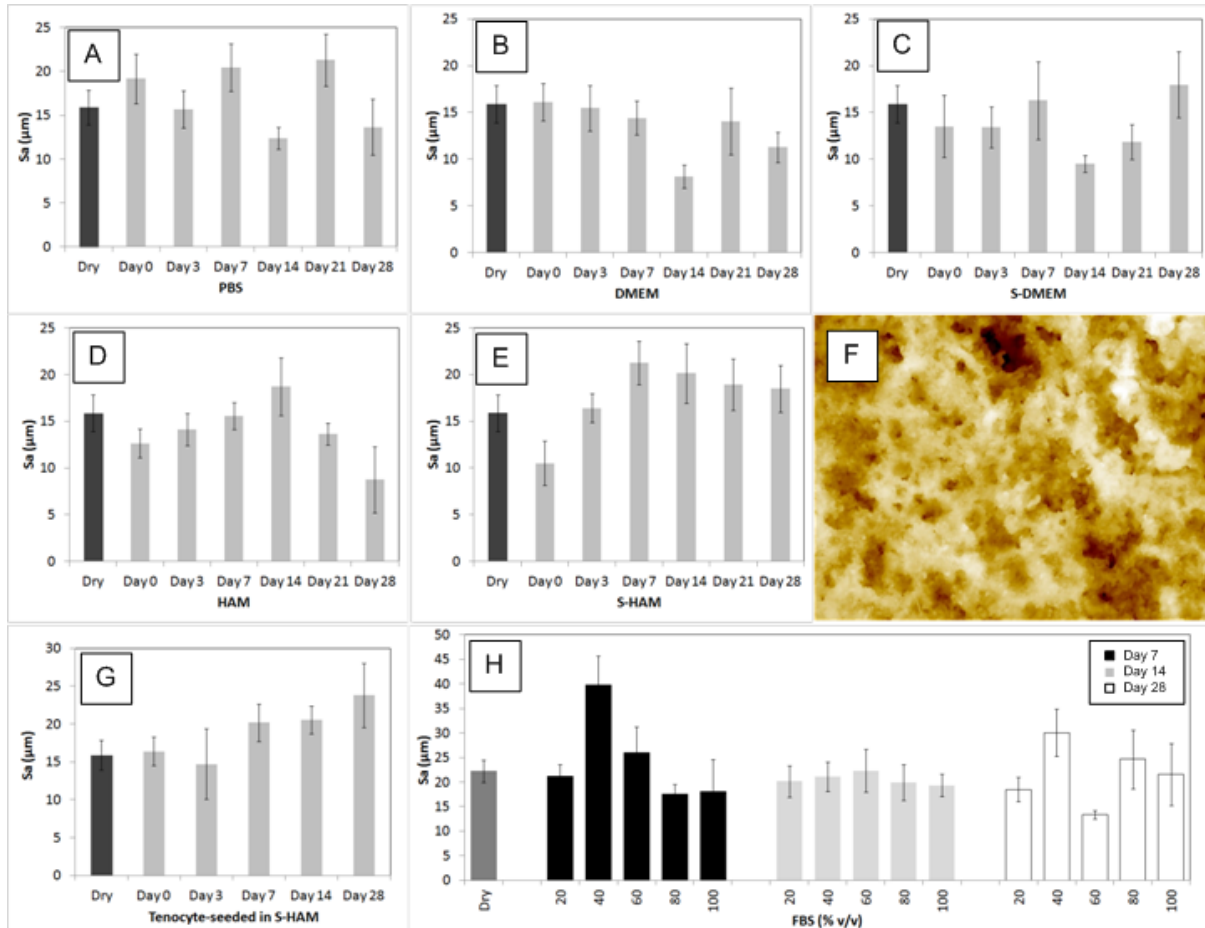 A
Sa (µm)
25
20
15
10
5
0
Dry Day 0 Day 3 Day 7 Day 14 Day 21 Day 28
PBS
B
Sa (µm)
25
20
15
10
5
0
Dry Day 0 Day 3 Day 7 Day 14 Day 21 Day 28
DMEM
C
Sa (µm)
25
20
15
10
5
0
Dry Day 0 Day 3 Day 7 Day 14 Day 21 Day 28
S-DMEM
D
Sa (µm)
25
20
15
10
5
0
Dry Day 0 Day 3 Day 7 Day 14 Day 21 Day 28
HAM
E
Sa (µm)
25
20
15
10
5
0
Dry Day 0 Day 3 Day 7 Day 14 Day 21 Day 28
S-HAM
F
G
Sa (µm)
30
25
20
15
10
5
0
Dry Day 0 Day 3 Day 7 Day 14 Day 28
Tenocyte-seeded in S-HAM
H
Sa (µm)
50
45
40
35
30
25
20
15
10
5
0
Day 7
Day 14
Day 28
Dry 20 40 60 80 100 20 40 60 80 100 20 40 60 80 100
FBS (% v/v)